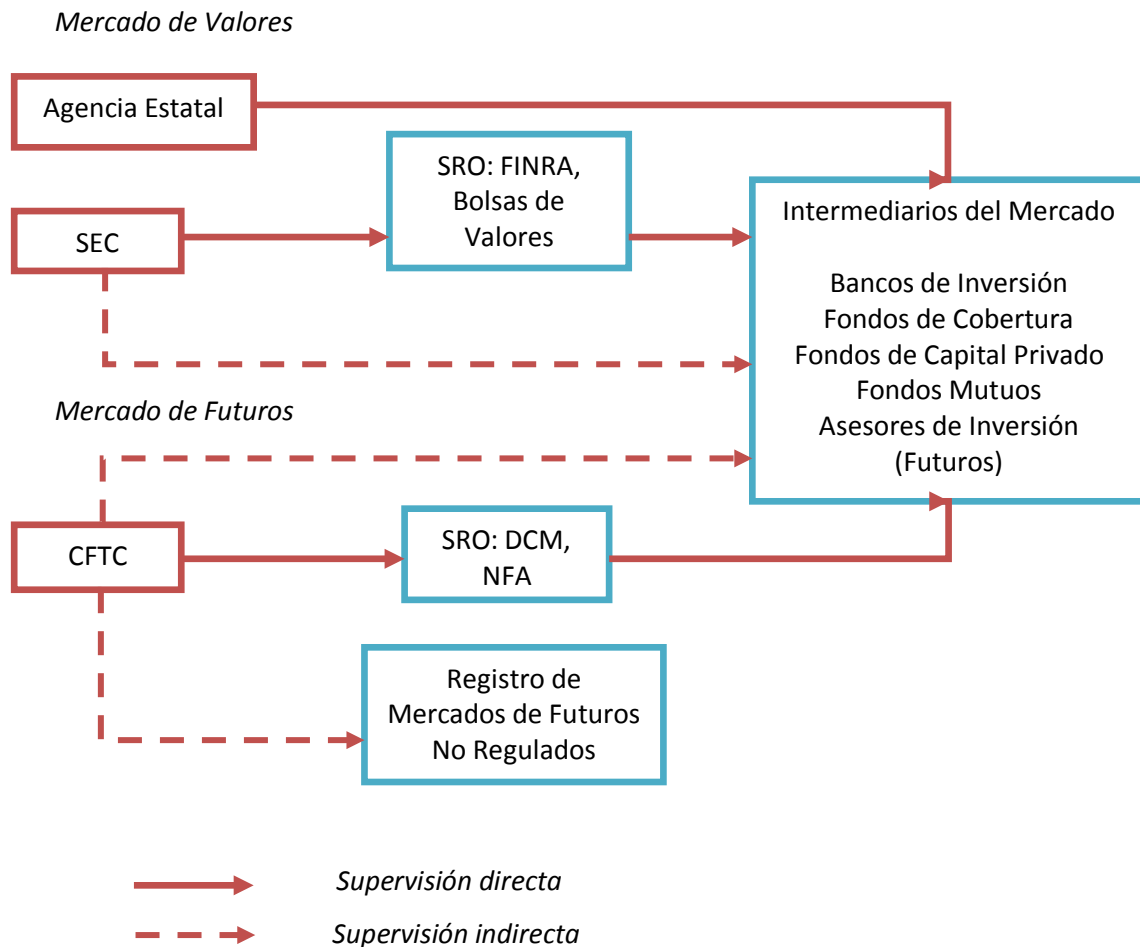 Mercado de Valores
Agencia Estatal
SRO: FINRA,
Bolsas de
Valores
SEC
Intermediarios del Mercado
Bancos de Inversión
Fondos de Cobertura
Fondos de Capital Privado
Fondos Mutuos
Asesores de Inversión
(Futuros)
Mercado de Futuros
CFTC
SRO: DCM,
NFA
Registro de
Mercados de Futuros
No Regulados
Supervisión directa
Supervisión indirecta